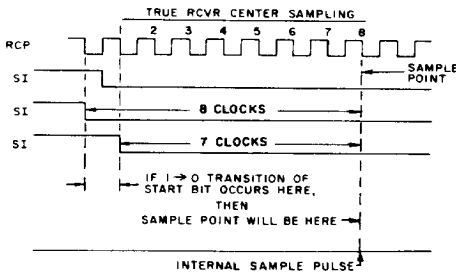 TRUE RCVR CENTER SAMPLING
2 3 4 5 6 7 8
RCP
SAMPLE
POINT
SI
SI
8 CLOCKS
SI
7 CLOCKS
IF 1→0 TRANSITION OF
START BIT OCCURS HERE,
THEN
SAMPLE POINT WILL BE HERE
INTERNAL SAMPLE PULSE